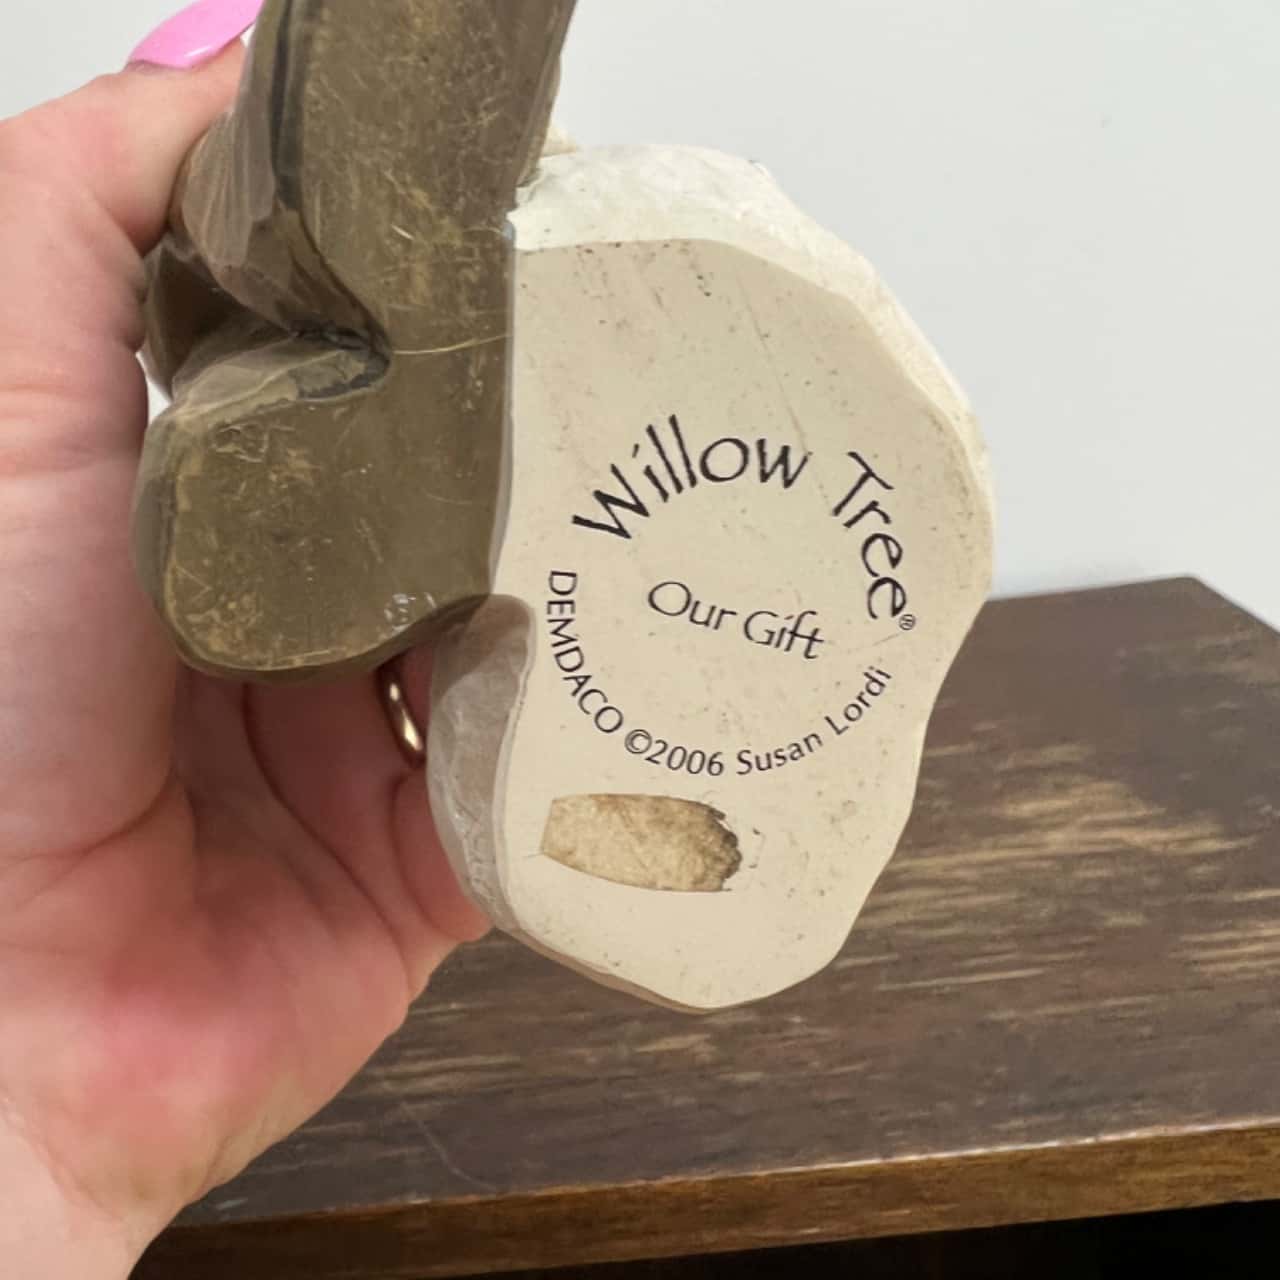 Willow Tree®
Our Gift
DEMDACO ©2006 Susan Lordi